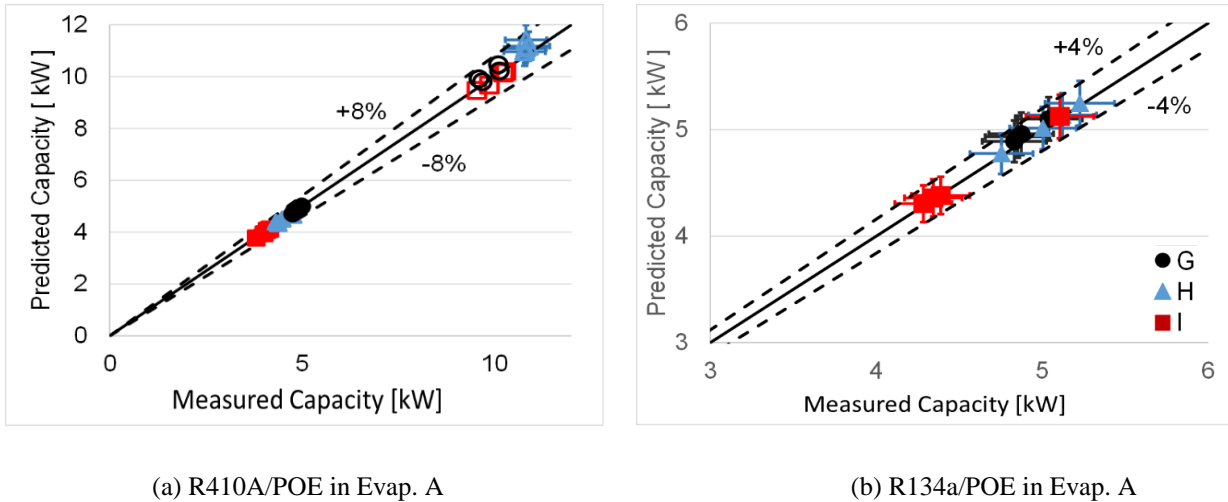 12
10
8
6
4
2
0
0
5
10
Predicted Capacity [ kW]
Measured Capacity [kW]
+8%
-8%
6
5
4
3
3
4
5
6
Predicted Capacity [ kW]
Measured Capacity [kW]
+4%
-4%
G
H
I
(a) R410A/POE in Evap. A
(b) R134a/POE in Evap. A